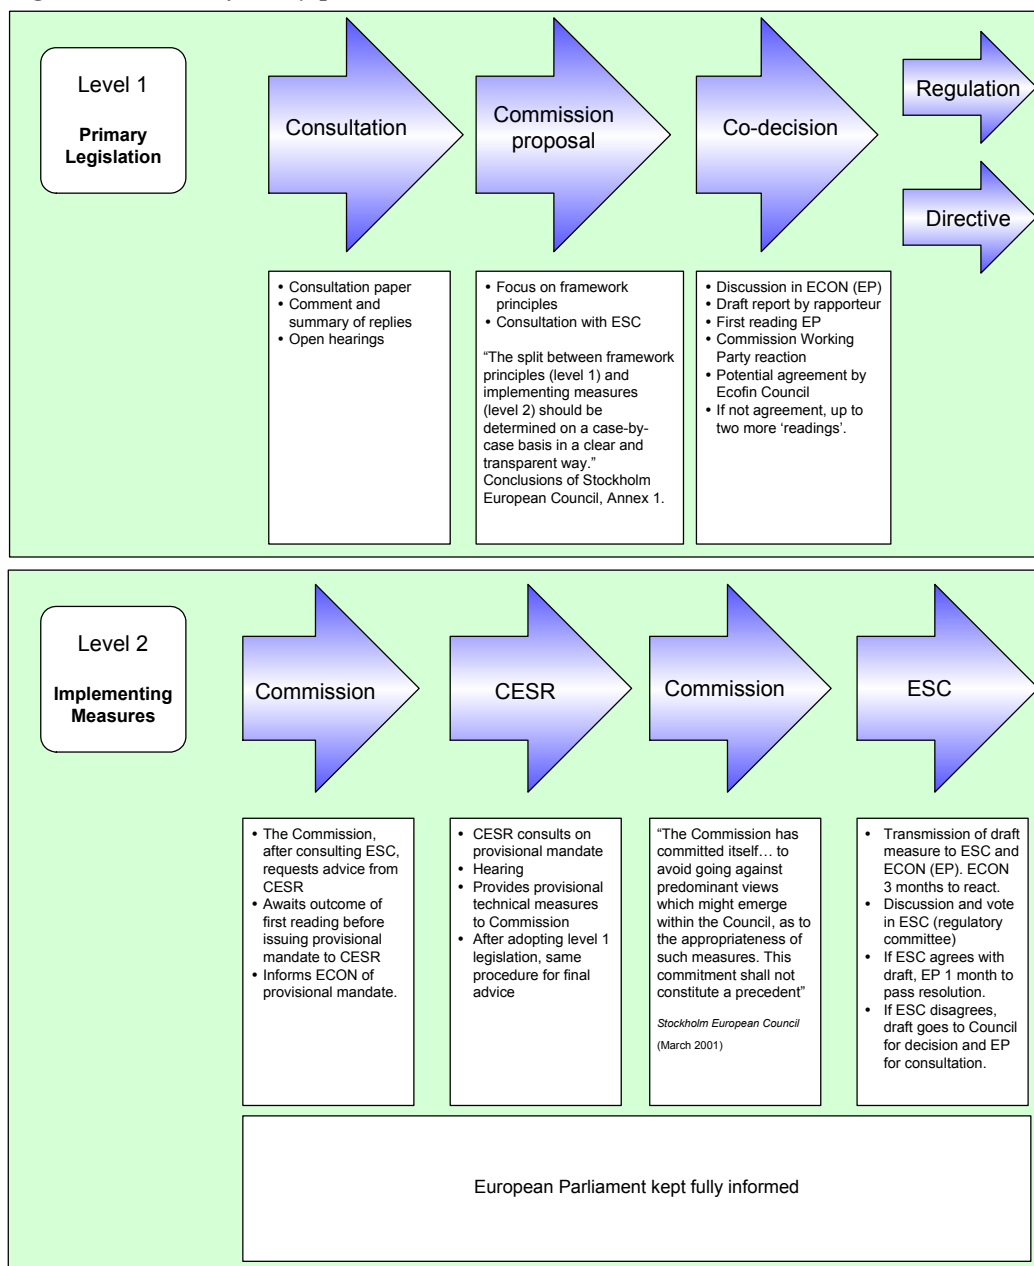 Level 1
Primary
Legislation
Consultation
Commission
proposal
Co-decision
Regulation
Directive
• Consultation paper
• Comment and
summary of replies
• Open hearings
• Focus on framework
principles
• Consultation with ESC
“The split between framework
principles (level 1) and
implementing measures
(level 2) should be
determined on a case-by-
case basis in a clear and
transparent way.”
Conclusions of Stockholm
European Council, Annex 1.
• Discussion in ECON (EP)
• Draft report by rapporteur
• First reading EP
• Commission Working
Party reaction
• Potential agreement by
Ecofin Council
• If not agreement, up to
two more ‘readings’.
Level 2
Implementing
Measures
Commission
CESR
Commission
ESC
• The Commission,
after consulting ESC,
requests advice from
CESR
• Awaits outcome of
first reading before
issuing provisional
mandate to CESR
• Informs ECON of
provisional mandate.
• CESR consults on
provisional mandate
• Hearing
• Provides provisional
technical measures
to Commission
• After adopting level 1
legislation, same
procedure for final
advice
“The Commission has
committed itself… to
avoid going against
predominant views
which might emerge
within the Council, as to
the appropriateness of
such measures. This
commitment shall not
constitute a precedent”
Stockholm European Council
(March 2001)
• Transmission of draft
measure to ESC and
ECON (EP). ECON
3 months to react.
• Discussion and vote
in ESC (regulatory
committee)
• If ESC agrees with
draft, EP 1 month to
pass resolution.
• If ESC disagrees,
draft goes to Council
for decision and EP
for consultation.
European Parliament kept fully informed